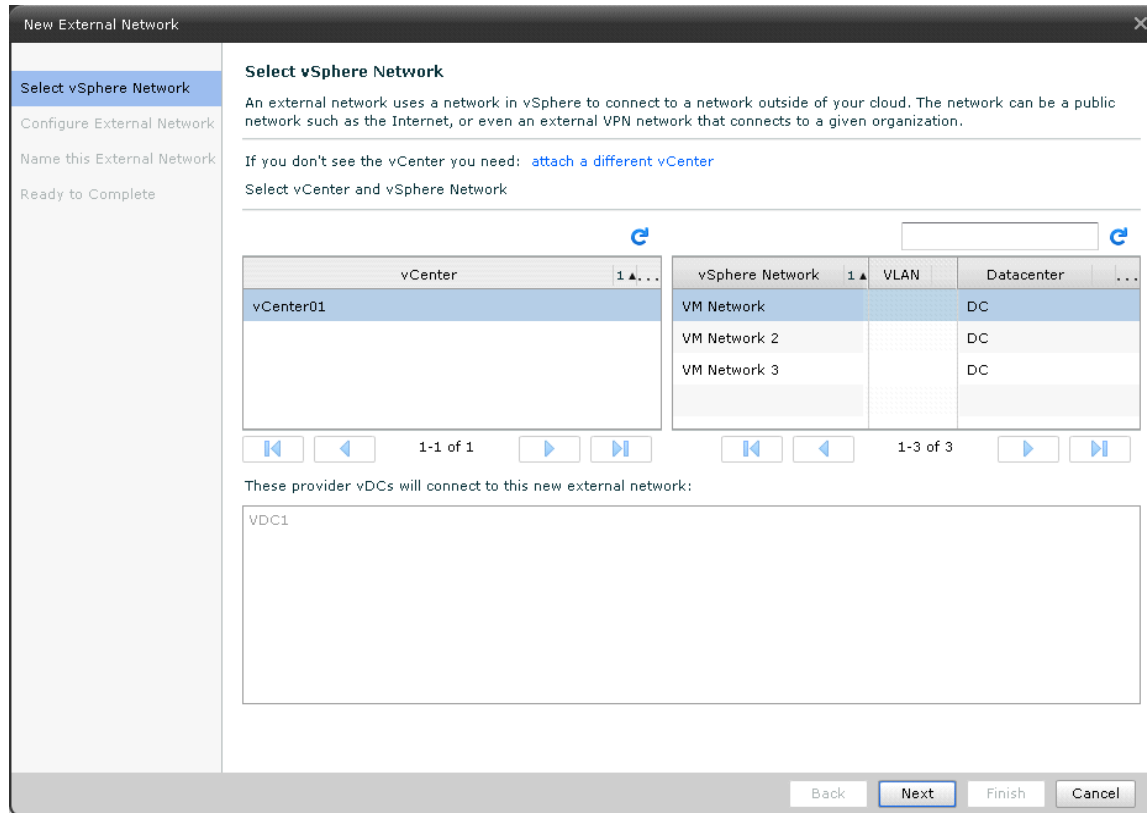 New External Network
Select vSphere Network
Configure External Network
Name this External Network
Ready to Complete
Select vSphere Network
An external network uses a network in vSphere to connect to a network outside of your cloud. The network can be a public
network such as the Internet, or even an external VPN network that connects to a given organization.
If you don't see the vCenter you need: attach a different vCenter
Select vCenter and vSphere Network
vCenter 1 ▲...
vCenter01
vSphere Network 1 ▲ VLAN Datacenter ...
VM Network DC
VM Network 2 DC
VM Network 3 DC
1-1 of 1
1-3 of 3
These provider vDCs will connect to this new external network:
VDC1
Back Next Finish Cancel